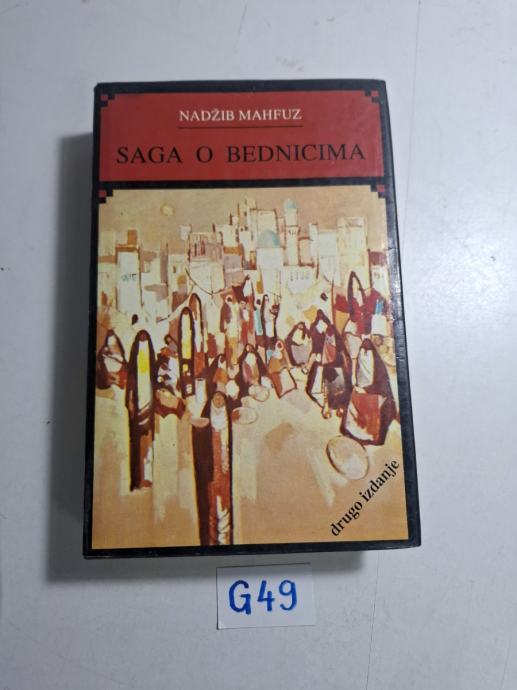 NADŽIB MAHFUZ
SAGA O BEDNICIMA
drugo izdanje
G49